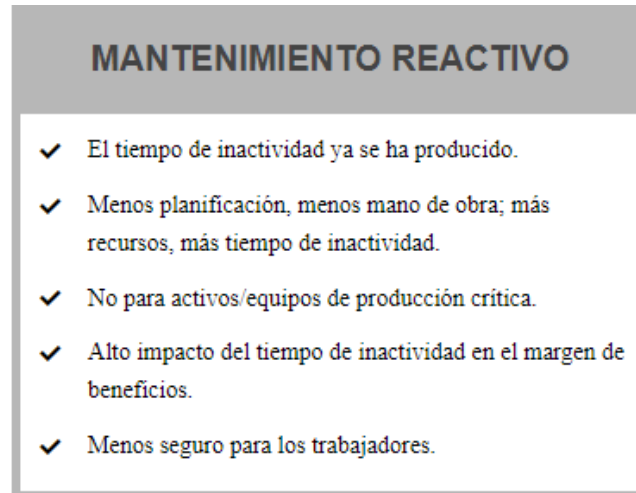 MANTENIMIENTO REACTIVO
El tiempo de inactividad ya se ha producido.
Menos planificación, menos mano de obra; más
recursos, más tiempo de inactividad.
No para activos/equipos de producción crítica.
Alto impacto del tiempo de inactividad en el margen de
beneficios.
Menos seguro para los trabajadores.